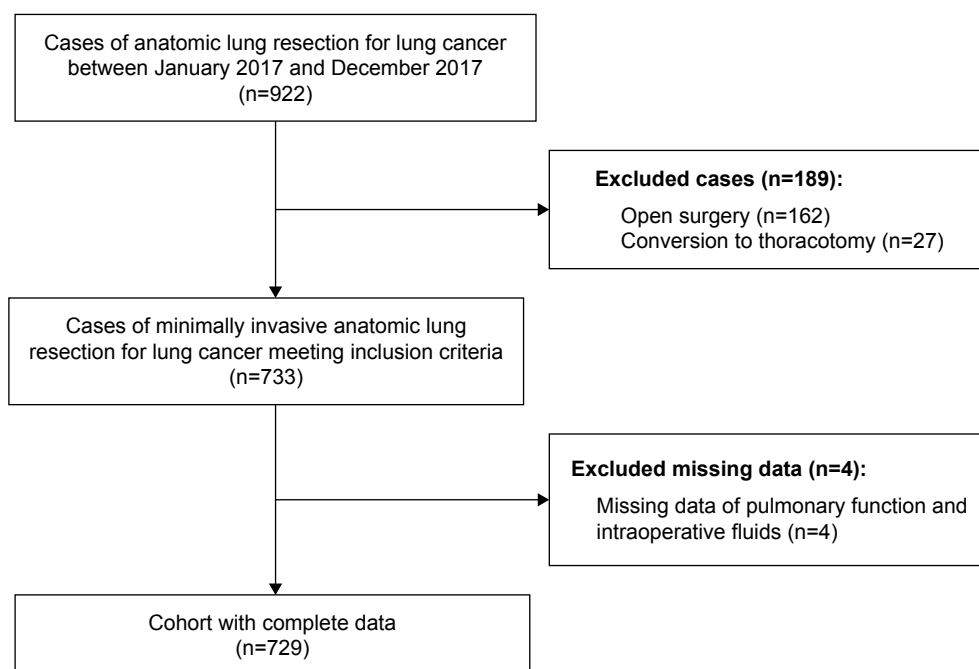 Cases of anatomic lung resection for lung cancer
between January 2017 and December 2017
(n=922)
Excluded cases (n=189):
Open surgery (n=162)
Conversion to thoracotomy (n=27)
Cases of minimally invasive anatomic lung
resection for lung cancer meeting inclusion criteria
(n=733)
Excluded missing data (n=4):
Missing data of pulmonary function and
intraoperative fluids (n=4)
Cohort with complete data
(n=729)